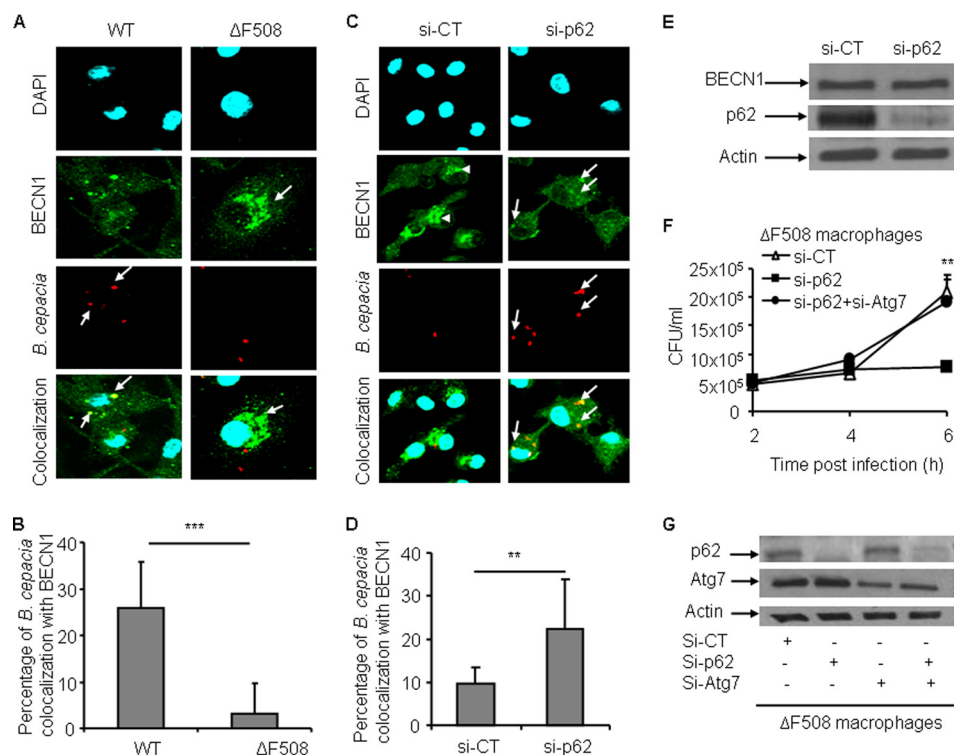 A
WT
ΔF508
DAPI
BECN1
B. cepacia
Colocalization
B
Percentage of B. cepacia
colocalization with BECN1
***
40
30
20
10
0
WT
ΔF508
C
si-CT
si-p62
DAPI
BECN1
B. cepacia
Colocalization
D
Percentage of B. cepacia
colocalization with BECN1
**
40
30
20
10
0
si-CT
si-p62
E
si-CT
si-p62
BECN1
p62
Actin
F
ΔF508 macrophages
si-CT
si-p62
si-p62+si-Atg7
**
CFU/ml
25x10⁵
20x10⁵
15x10⁵
10x10⁵
5x10⁵
0
2 4 6
Time post infection (h)
G
p62
Atg7
Actin
Si-CT + - - -
Si-p62 - + - +
Si-Atg7 - - + +
ΔF508 macrophages